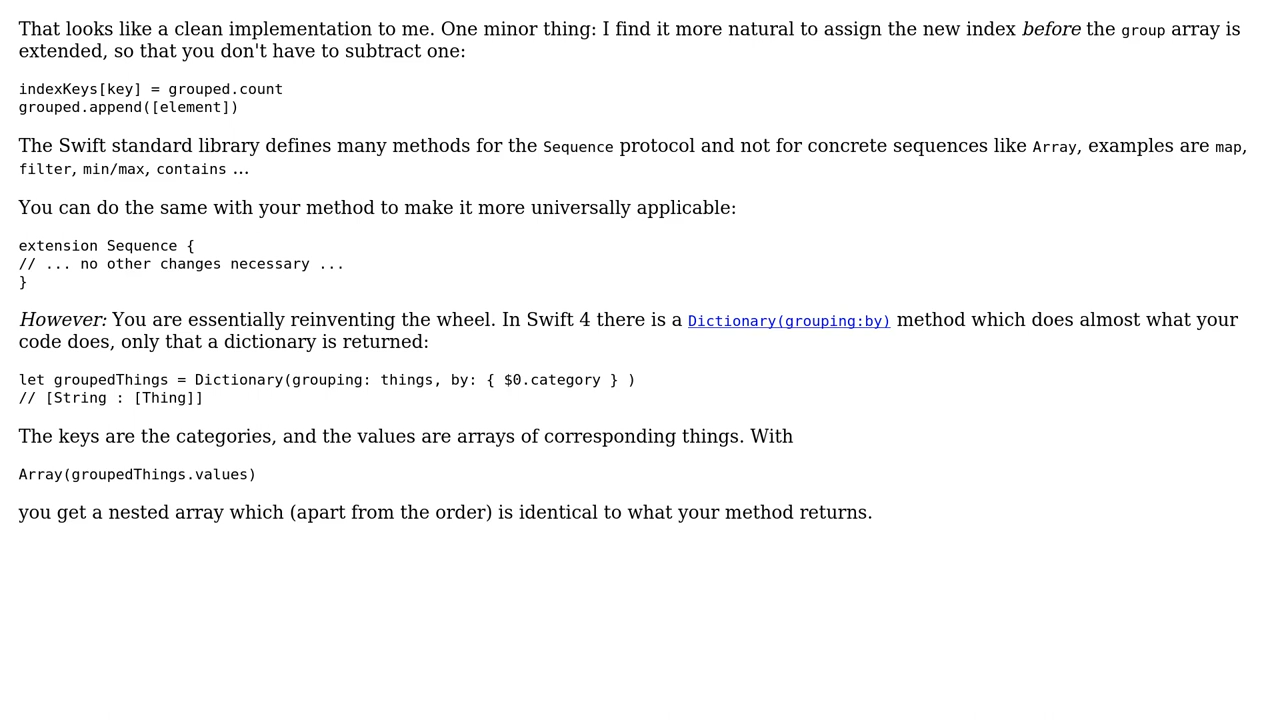 That looks like a clean implementation to me. One minor thing: I find it more natural to assign the new index before the group array is
extended, so that you don't have to subtract one:
indexKeys[key] = grouped.count
grouped.append([element])
The Swift standard library defines many methods for the Sequence protocol and not for concrete sequences like Array, examples are map,
filter, min/max, contains ...
You can do the same with your method to make it more universally applicable:
extension Sequence {
// ... no other changes necessary ...
}
However: You are essentially reinventing the wheel. In Swift 4 there is a Dictionary(grouping:by) method which does almost what your
code does, only that a dictionary is returned:
let groupedThings = Dictionary(grouping: things, by: { $0.category } )
// [String : [Thing]]
The keys are the categories, and the values are arrays of corresponding things. With
Array(groupedThings.values)
you get a nested array which (apart from the order) is identical to what your method returns.